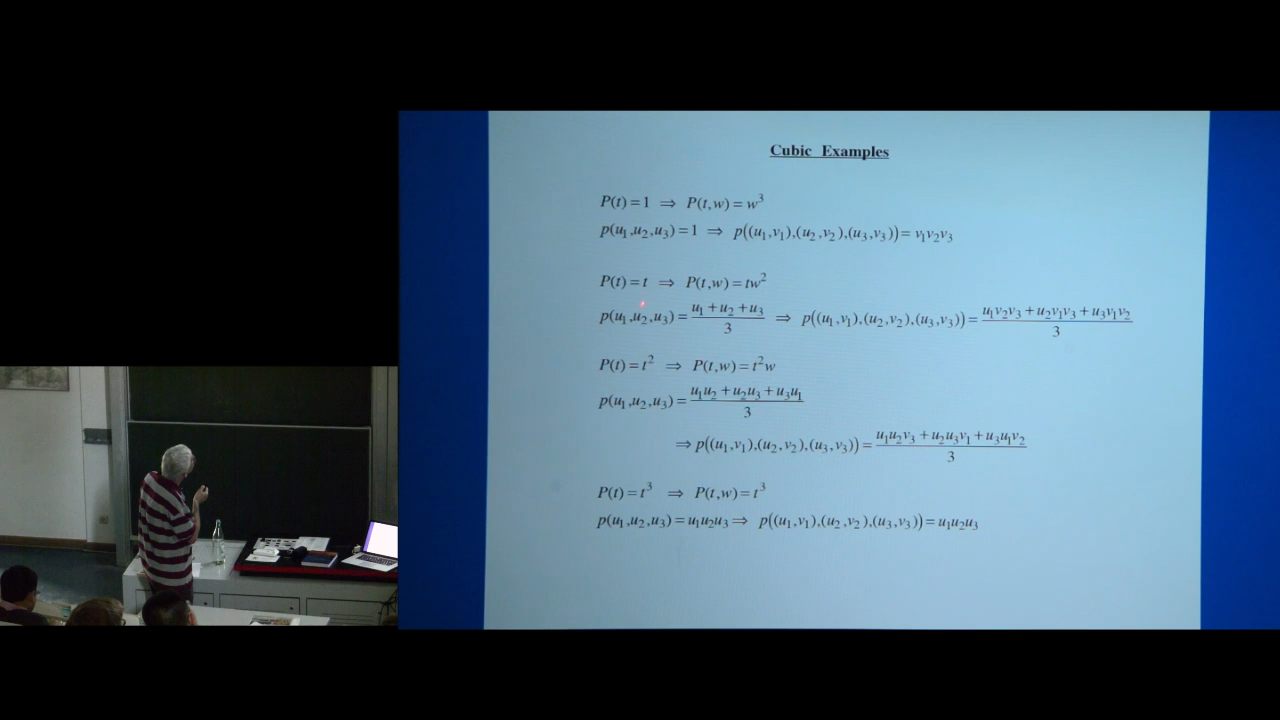 Cubic Examples
P(t) = 1 ⇒ P(t,w) = w³
p(u₁,u₂,u₃) = 1 ⇒ p((u₁,v₁),(u₂,v₂),(u₃,v₃)) = v₁v₂v₃
P(t) = t ⇒ P(t,w) = tw²
p(u₁,u₂,u₃) = (u₁ + u₂ + u₃)/3 ⇒ p((u₁,v₁),(u₂,v₂),(u₃,v₃)) = (u₁v₂v₃ + u₂v₁v₃ + u₃v₁v₂)/3
P(t) = t² ⇒ P(t,w) = t²w
p(u₁,u₂,u₃) = (u₁u₂ + u₂u₃ + u₃u₁)/3
⇒ p((u₁,v₁),(u₂,v₂),(u₃,v₃)) = (u₁u₂v₃ + u₂u₃v₁ + u₃u₁v₂)/3
P(t) = t³ ⇒ P(t,w) = t³
p(u₁,u₂,u₃) = u₁u₂u₃ ⇒ p((u₁,v₁),(u₂,v₂),(u₃,v₃)) = u₁u₂u₃